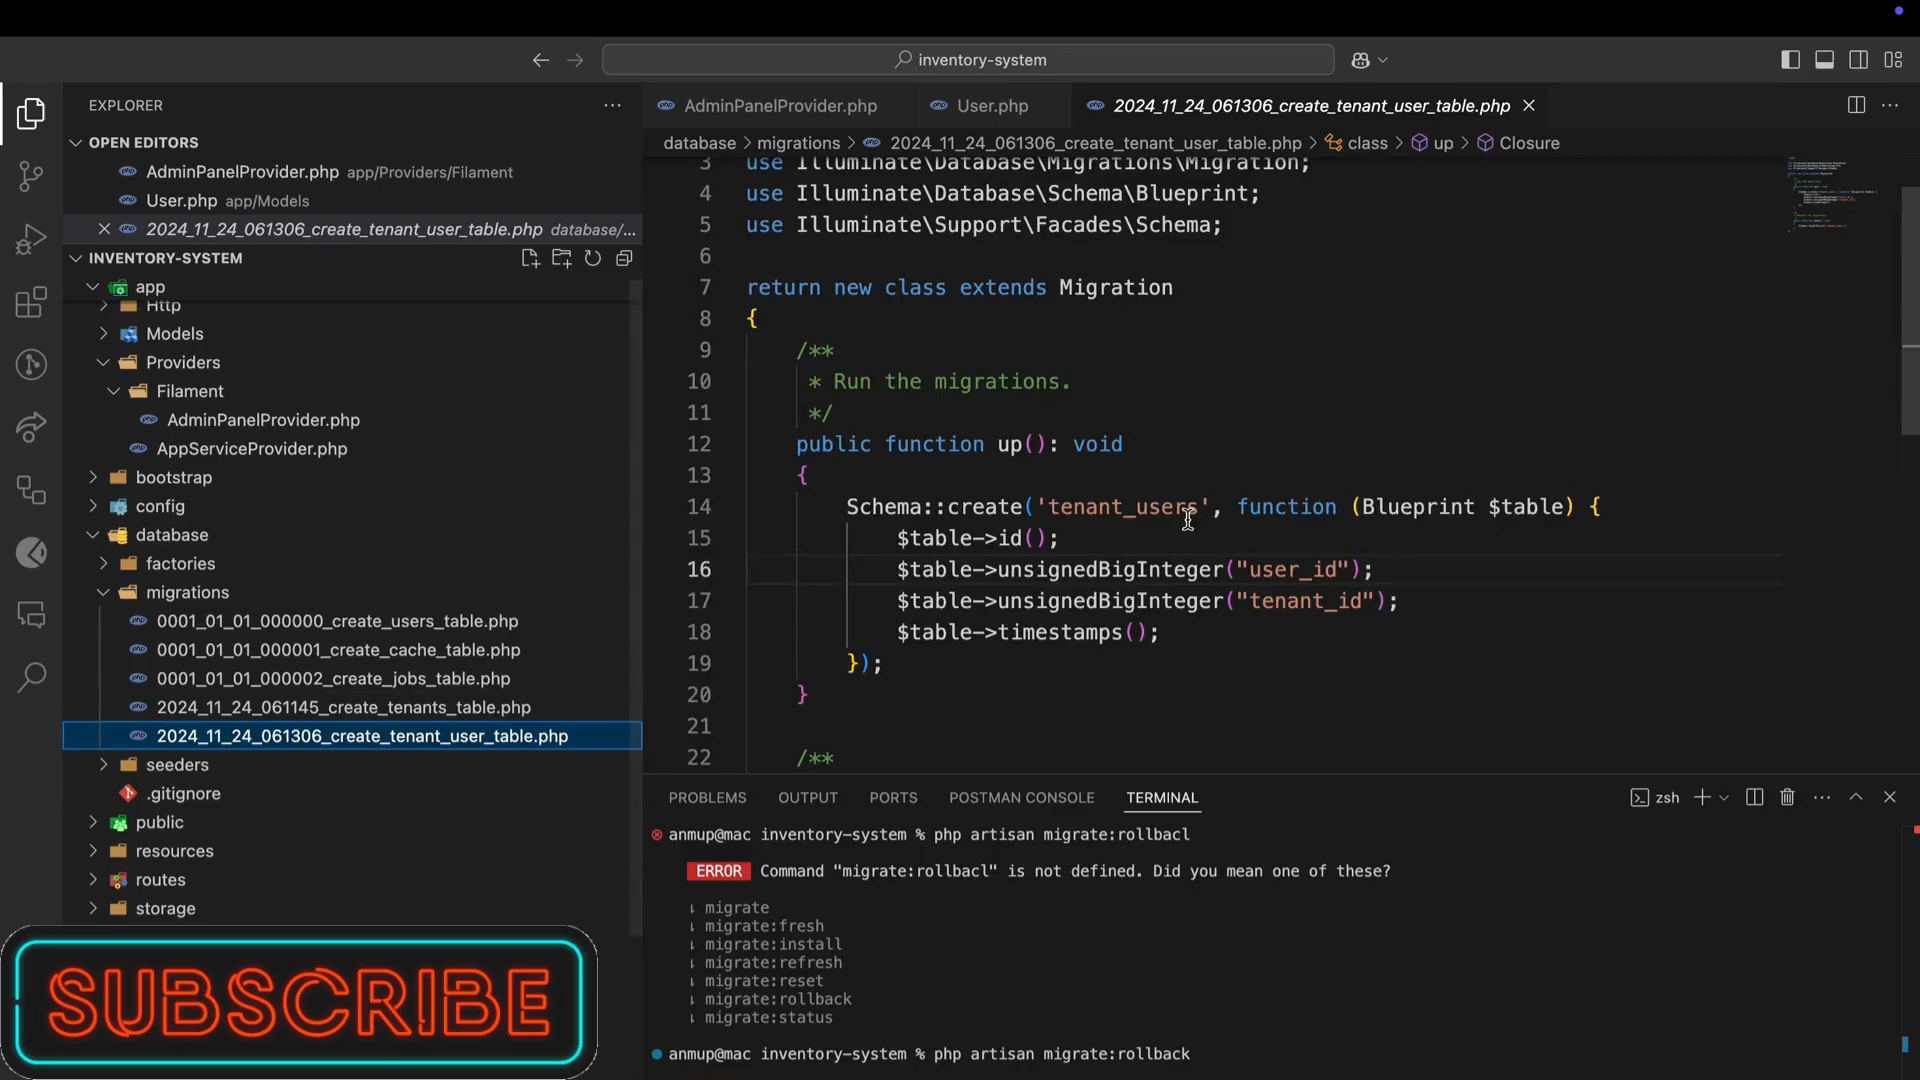 inventory-system
EXPLORER
OPEN EDITORS
AdminPanelProvider.php app/Providers/Filament
User.php app/Models
2024_11_24_061306_create_tenant_user_table.php database/...
INVENTORY-SYSTEM
app
Http
Models
Providers
Filament
AdminPanelProvider.php
AppServiceProvider.php
bootstrap
config
database
factories
migrations
0001_01_01_000000_create_users_table.php
0001_01_01_000001_create_cache_table.php
0001_01_01_000002_create_jobs_table.php
2024_11_24_061145_create_tenants_table.php
2024_11_24_061306_create_tenant_user_table.php
seeders
.gitignore
public
resources
routes
storage
SUBSCRIBE
AdminPanelProvider.php User.php 2024_11_24_061306_create_tenant_user_table.php
database > migrations > 2024_11_24_061306_create_tenant_user_table.php > class > up > Closure
3 use Illuminate\Database\Migrations\Migration;
4 use Illuminate\Database\Schema\Blueprint;
5 use Illuminate\Support\Facades\Schema;
6
7 return new class extends Migration
8 {
9 /**
10 * Run the migrations.
11 */
12 public function up(): void
13 {
14 Schema::create('tenant_users', function (Blueprint $table) {
15 $table->id();
16 $table->unsignedBigInteger("user_id");
17 $table->unsignedBigInteger("tenant_id");
18 $table->timestamps();
19 });
20 }
21
22 /**
PROBLEMS OUTPUT PORTS POSTMAN CONSOLE TERMINAL
zsh
anmup@mac inventory-system % php artisan migrate:rollbacl
ERROR Command "migrate:rollbacl" is not defined. Did you mean one of these?
⇂ migrate
⇂ migrate:fresh
⇂ migrate:install
⇂ migrate:refresh
⇂ migrate:reset
⇂ migrate:rollback
⇂ migrate:status
anmup@mac inventory-system % php artisan migrate:rollback